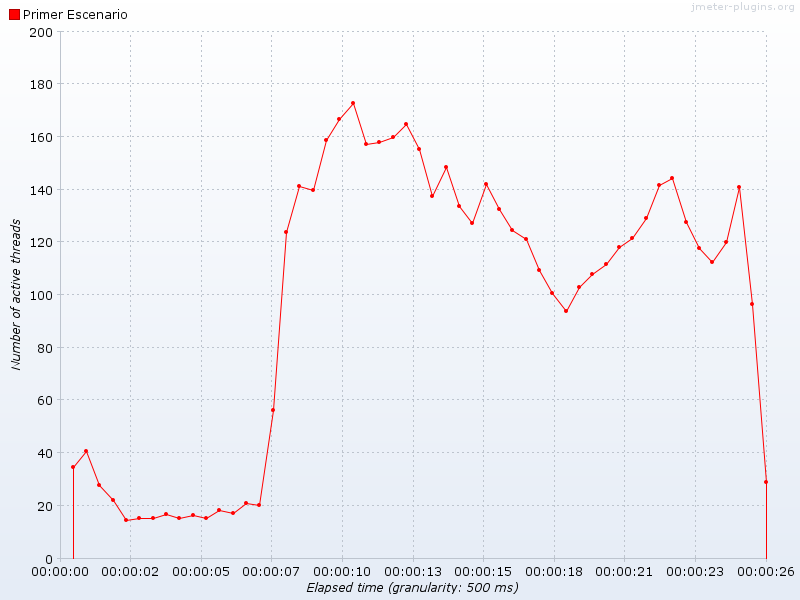 jmeter-plugins.org
Primer Escenario
200
180
160
140
120
100
80
60
40
20
0
Number of active threads
00:00:00 00:00:02 00:00:05 00:00:07 00:00:10 00:00:13 00:00:15 00:00:18 00:00:21 00:00:23 00:00:26
Elapsed time (granularity: 500 ms)